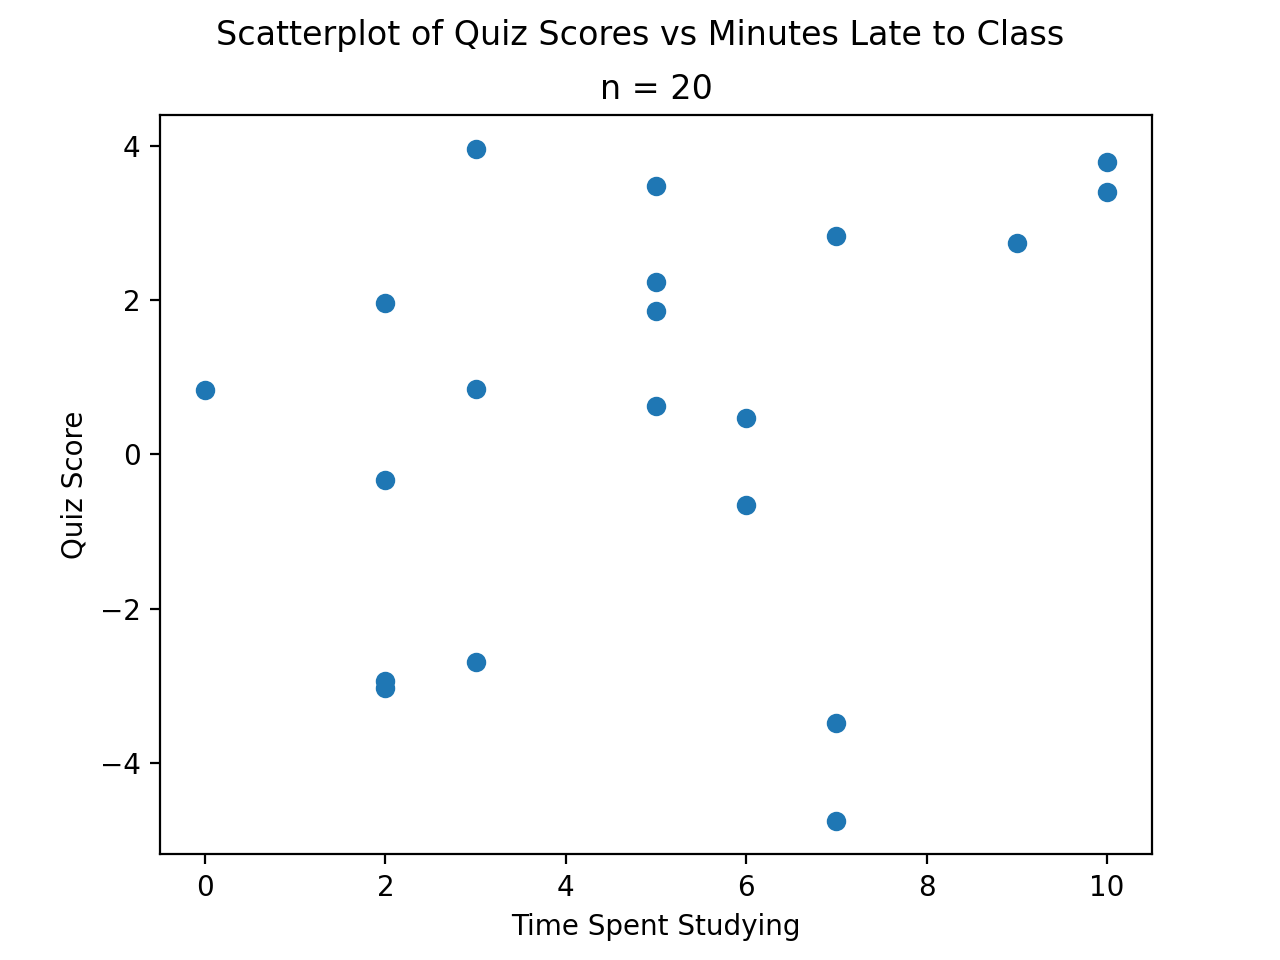 Scatterplot of Quiz Scores vs Minutes Late to Class
n = 20
4
2
0
−2
−4
Quiz Score
0 2 4 6 8 10
Time Spent Studying